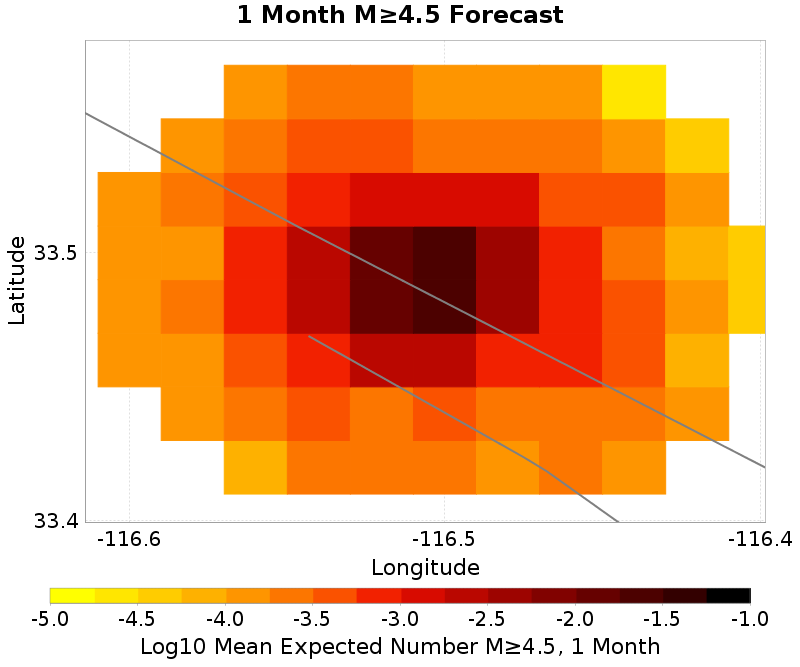 1 Month M≥4.5 Forecast
Latitude
33.5
33.4
-116.6 -116.5 -116.4
Longitude
-5.0 -4.5 -4.0 -3.5 -3.0 -2.5 -2.0 -1.5 -1.0
Log10 Mean Expected Number M≥4.5, 1 Month